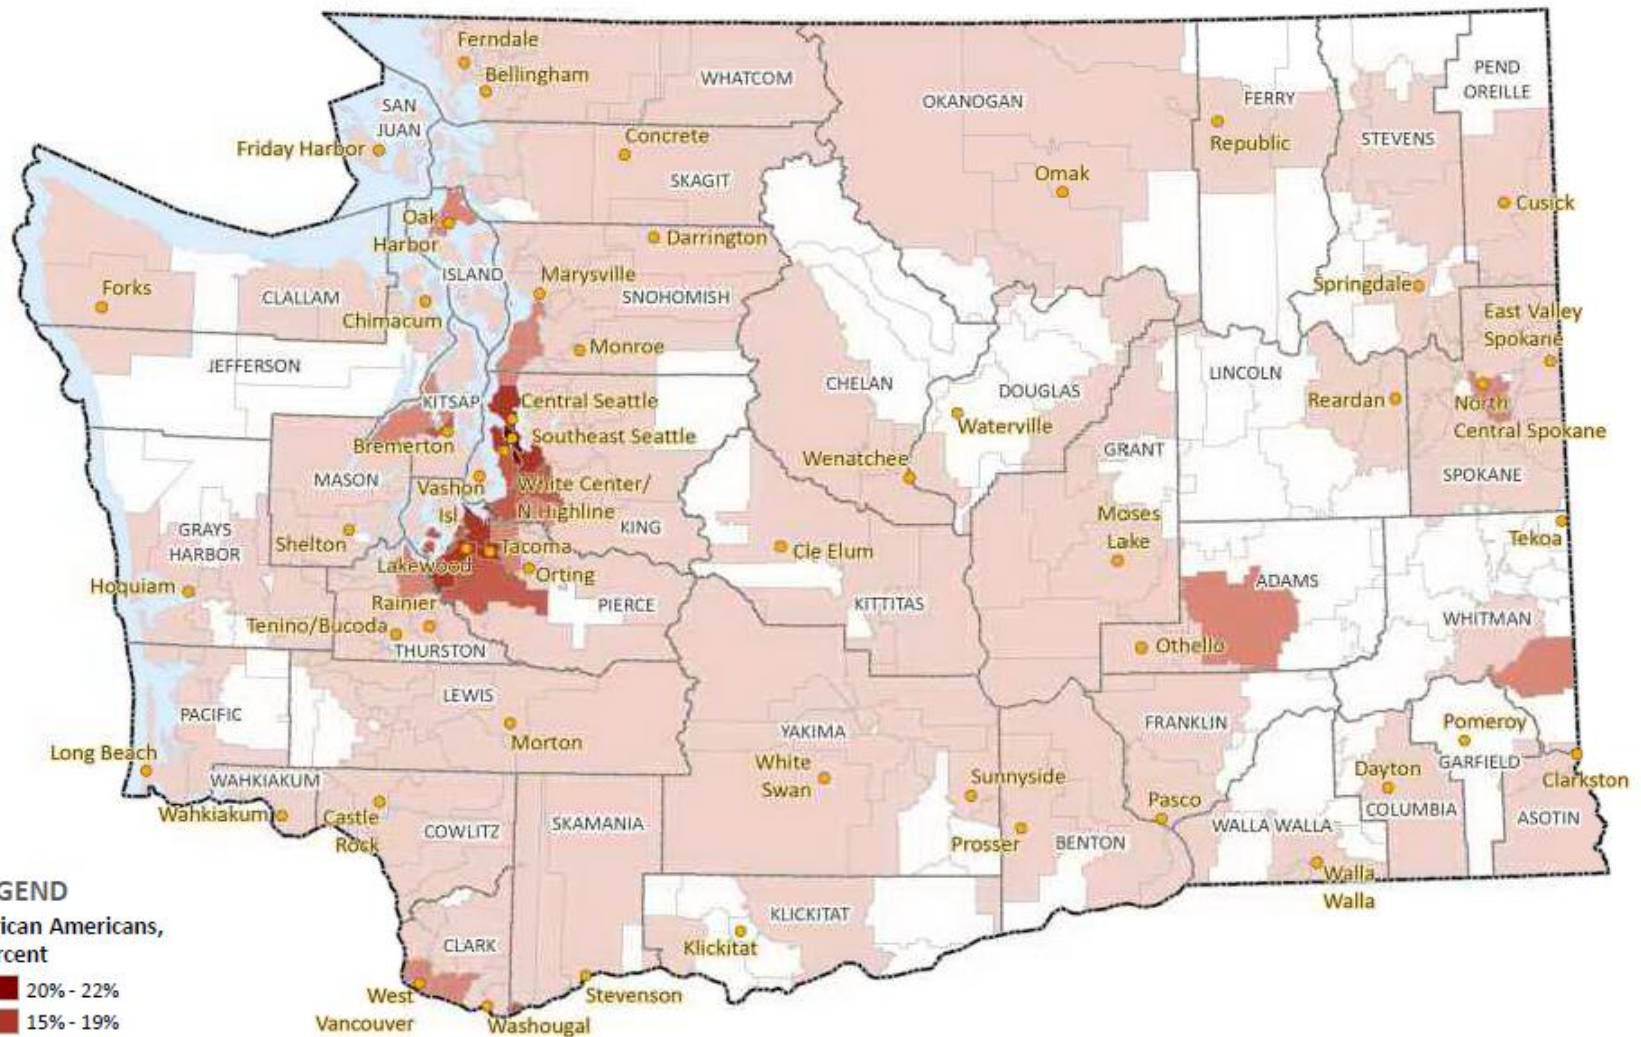 Ferndale
Bellingham
WHATCOM
SAN
JUAN
Friday Harbor
Concrete
SKAGIT
OKANOGAN
Omak
FERRY
Republic
STEVENS
PEND
OREILLE
Cusick
Oak
Harbor
Darrington
ISLAND
Marysville
SNOHOMISH
Forks
CLALLAM
Chimacum
Springdale
East Valley
Spokane
JEFFERSON
Monroe
KITSAP
Central Seattle
CHELAN
DOUGLAS
LINCOLN
Reardan
North
Central Spokane
Bremerton
Southeast Seattle
Waterville
Wenatchee
GRANT
SPOKANE
MASON
Vashon
Isl
White Center/
N Highline
KING
Moses
Lake
GRAYS
HARBOR
Shelton
Tacoma
Lakewood
Orting
Cle Elum
Tekoa
Hoquiam
Rainier
PIERCE
KITTITAS
ADAMS
WHITMAN
Tenino/Bucoda
THURSTON
Othello
LEWIS
PACIFIC
Morton
YAKIMA
FRANKLIN
Pomeroy
Long Beach
WAHKIAKUM
White
Swan
Sunnyside
Pasco
Dayton
GARFIELD
Clarkston
Wahkiakum
Castle
Rock
COWLITZ
SKAMANIA
Prosser
BENTON
WALLA WALLA
COLUMBIA
ASOTIN
Walla
Walla
GEND
rican Americans,
rcent
20% - 22%
15% - 19%
CLARK
KLICKITAT
Klickitat
West
Vancouver
Washougal
Stevenson